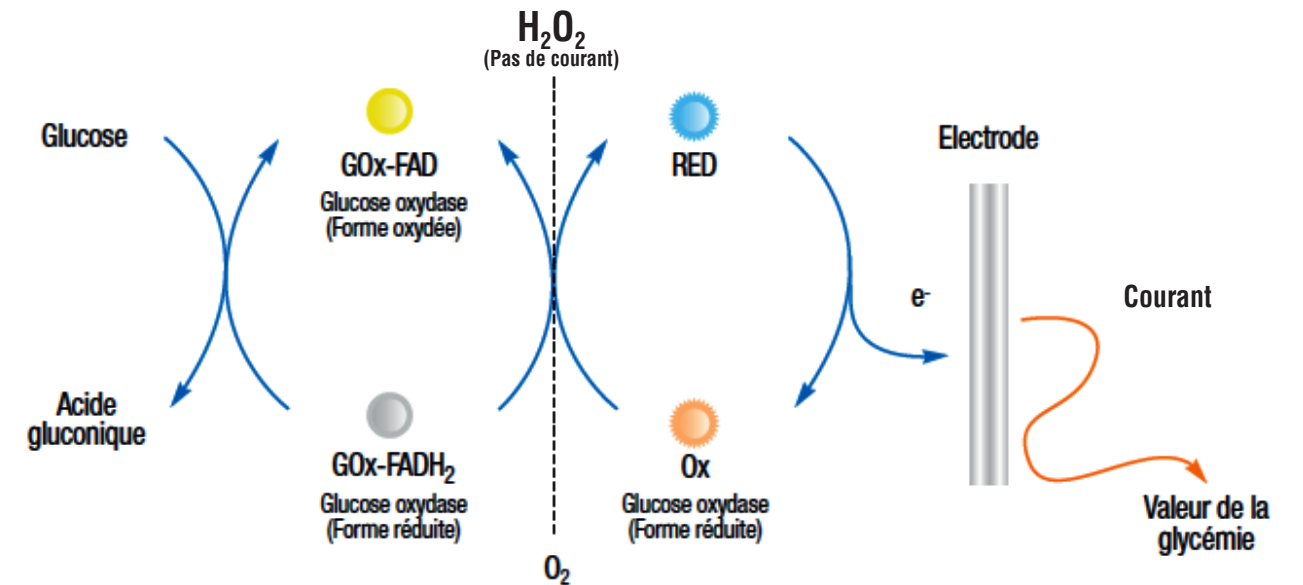 H₂O₂
(Pas de courant)
Glucose
GOx-FAD
Glucose oxydase
(Forme oxydée)
RED
Electrode
e⁻
Courant
Acide
gluconique
GOx-FADH₂
Glucose oxydase
(Forme réduite)
Ox
Glucose oxydase
(Forme réduite)
O₂
Valeur de la
glycémie